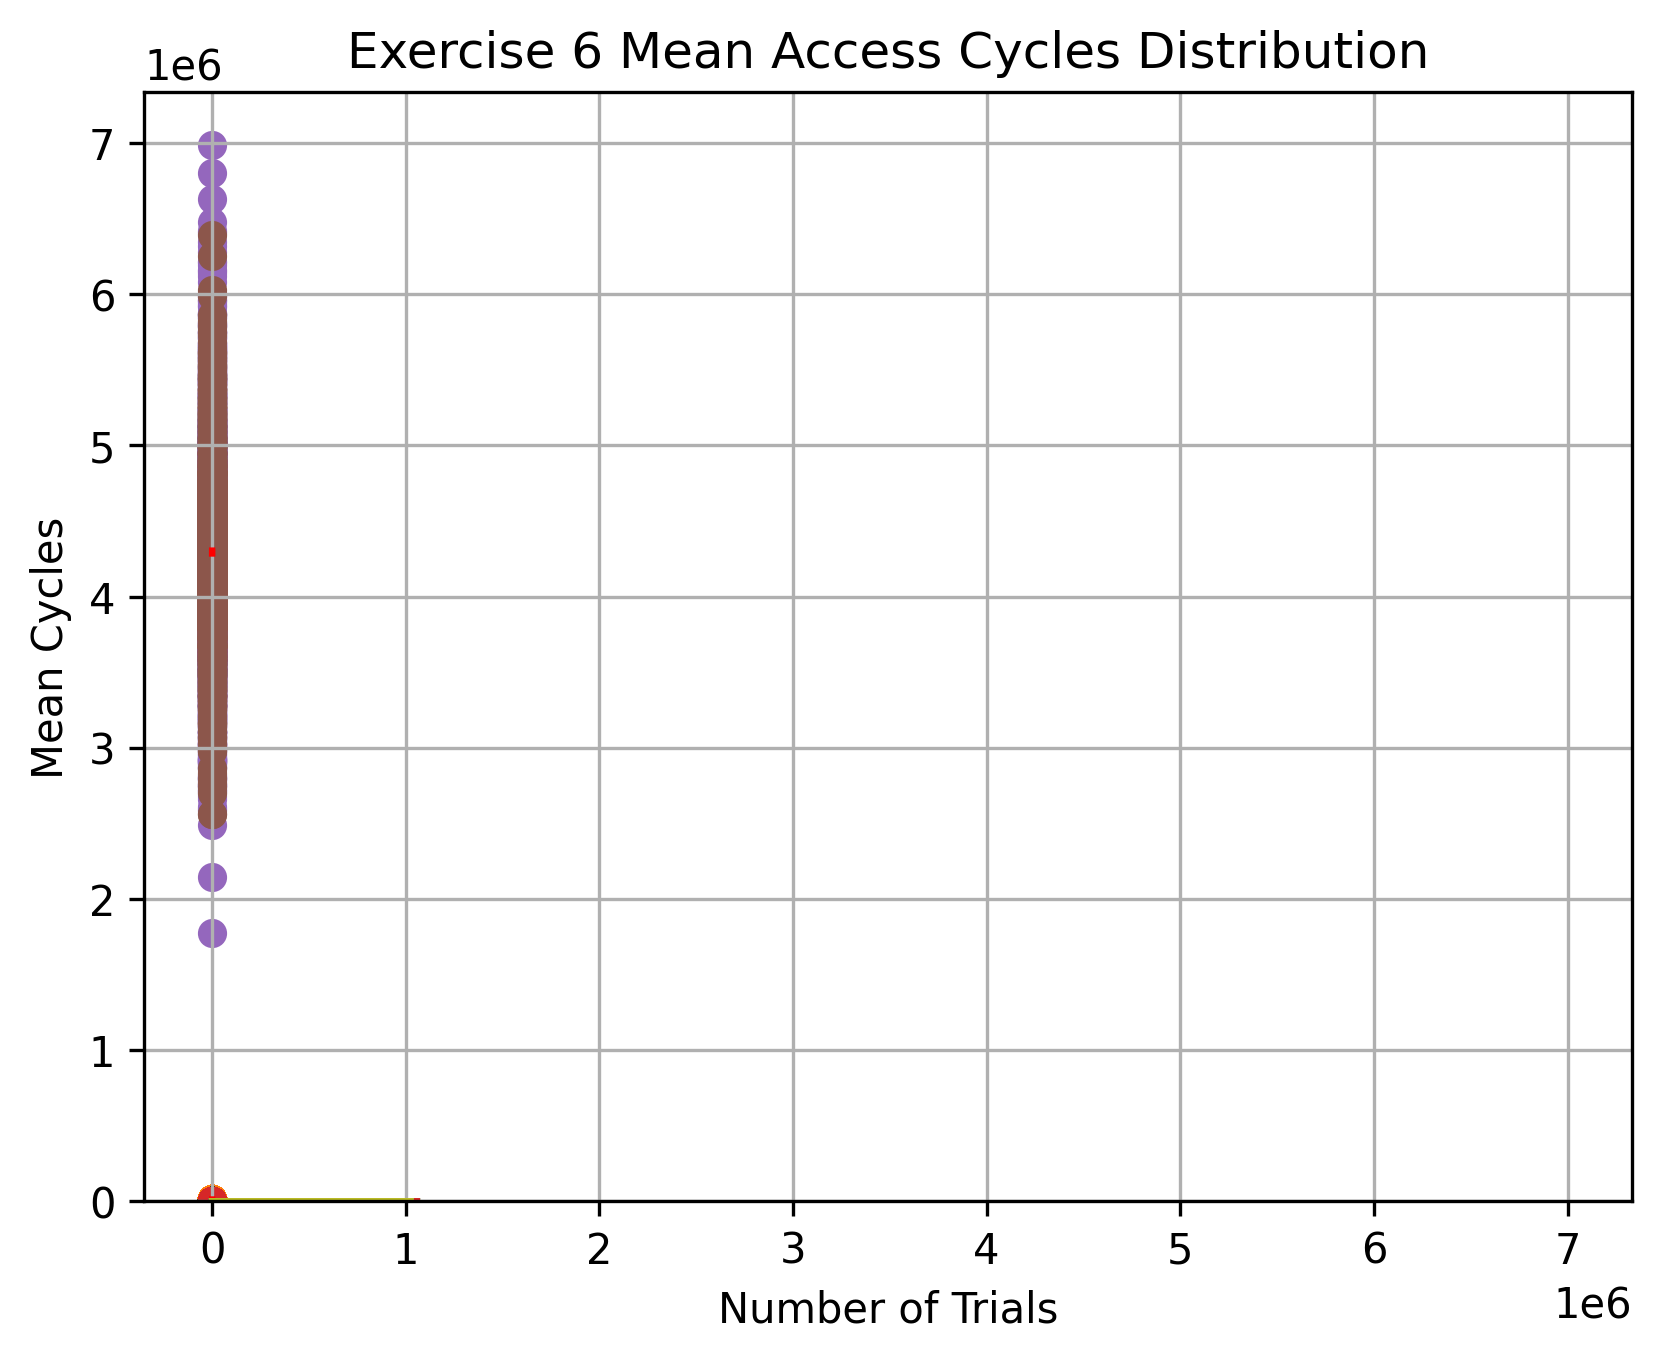 Exercise 6 Mean Access Cycles Distribution
1e6
7
6
5
4
3
2
1
0
Mean Cycles
0 1 2 3 4 5 6 7
1e6
Number of Trials